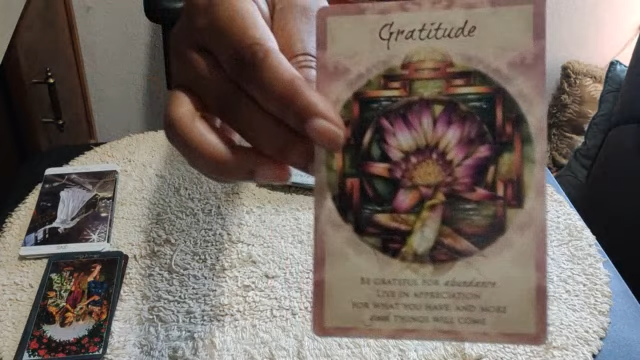 Gratitude
BE GRATEFUL FOR abundance
LIVE IN APPRECIATION
FOR WHAT YOU HAVE, AND MORE
good THINGS WILL COME